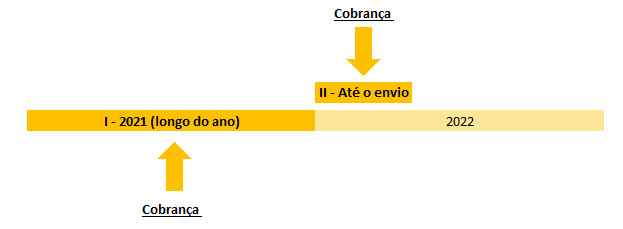 Cobrança
II - Até o envio
I - 2021 (longo do ano)
2022
Cobrança